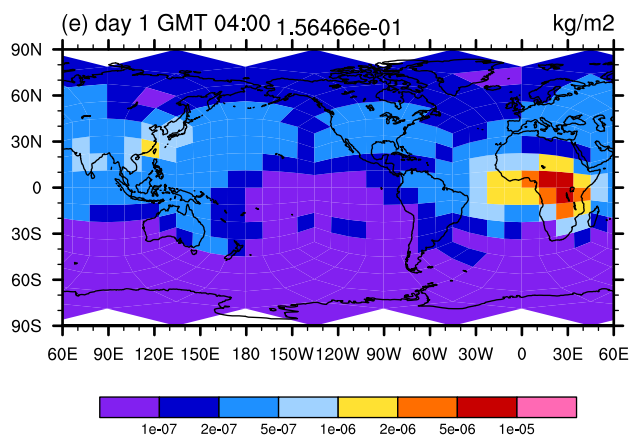 (e) day 1 GMT 04:00 1.56466e-01 kg/m2
90N
60N
30N
0
30S
60S
90S
60E 90E 120E 150E 180 150W 120W 90W 60W 30W 0 30E 60E
1e-07 2e-07 5e-07 1e-06 2e-06 5e-06 1e-05